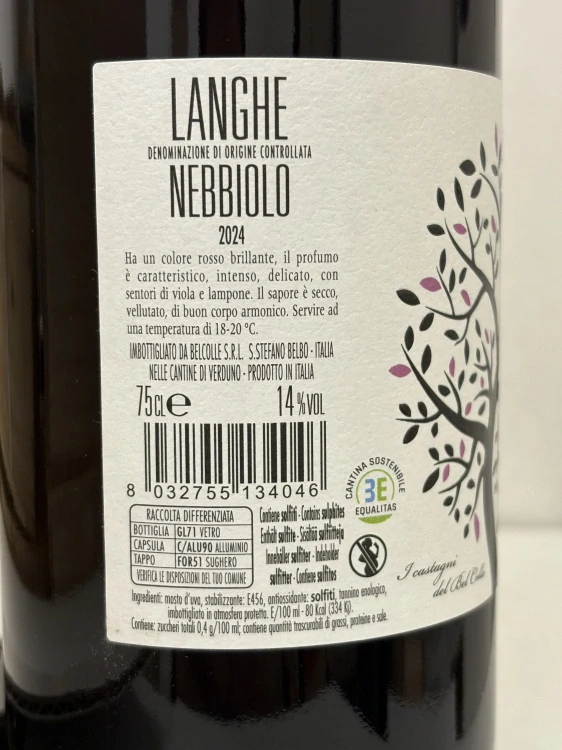 LANGHE
DENOMINAZIONE DI ORIGINE CONTROLLATA
NEBBIOLO
2024
Ha un colore rosso brillante, il profumo
è caratteristico, intenso, delicato, con
sentori di viola e lampone. Il sapore è secco,
vellutato, di buon corpo armonico. Servire ad
una temperatura di 18-20 °C.
IMBOTTIGLIATO DA BELCOLLE S.R.L. S.STEFANO BELBO - ITALIA
NELLE CANTINE DI VERDUNO - PRODOTTO IN ITALIA
75CLe 14%VOL
8 032755 134046
RACCOLTA DIFFERENZIATA
BOTTIGLIA GL71 VETRO
CAPSULA C/ALU90 ALLUMINIO
TAPPO FOR51 SUGHERO
VERIFICA LE DISPOSIZIONI DEL TUO COMUNE
Contiene solfiti - Contains sulphites
Enthält sulfite - Sisältää sulfiitteja
Innehåller sulfiter - Indeholder
sulfitter - Contine sulfitos
CANTINA SOSTENIBILE
3E
EQUALITAS
I castagni
del Bel Colle
Ingredienti: mosto d'uva, stabilizzante: E456, antiossidante: solfiti, tannino enologico,
imbottigliato in atmosfera protetta. E/100 ml - 80 Kcal (334 Kj).
Contiene: zuccheri totali 0,4 g/100 ml; contiene quantità trascurabili di grassi, proteine e sale.